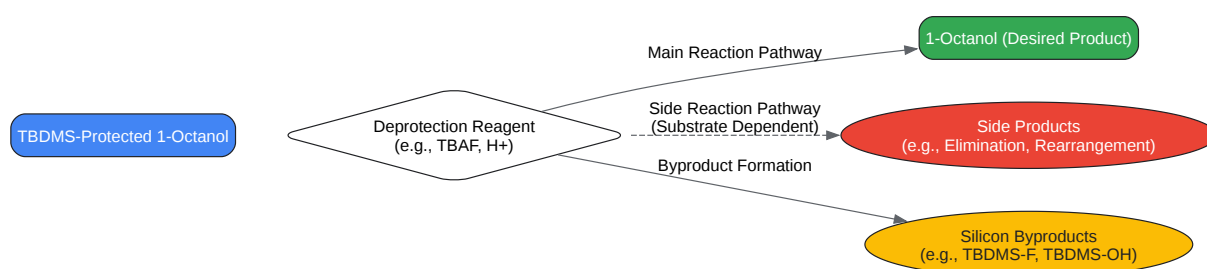 TBDMS-Protected 1-Octanol
Deprotection Reagent
(e.g., TBAF, H+)
Main Reaction Pathway
1-Octanol (Desired Product)
Side Reaction Pathway
(Substrate Dependent)
Side Products
(e.g., Elimination, Rearrangement)
Byproduct Formation
Silicon Byproducts
(e.g., TBDMS-F, TBDMS-OH)